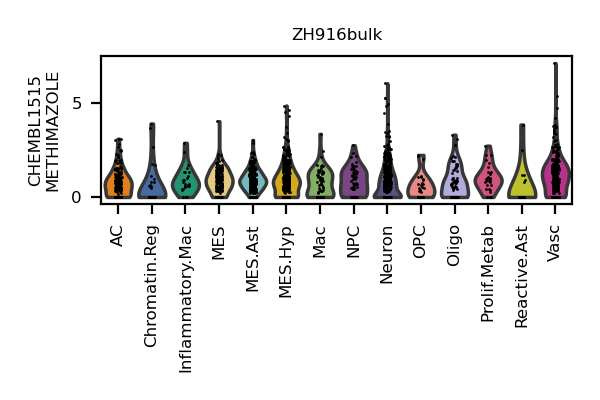 ZH916bulk
CHEMBL1515
METHIMAZOLE
5
0
AC
Chromatin.Reg
Inflammatory.Mac
MES
MES.Ast
MES.Hyp
Mac
NPC
Neuron
OPC
Oligo
Prolif.Metab
Reactive.Ast
Vasc